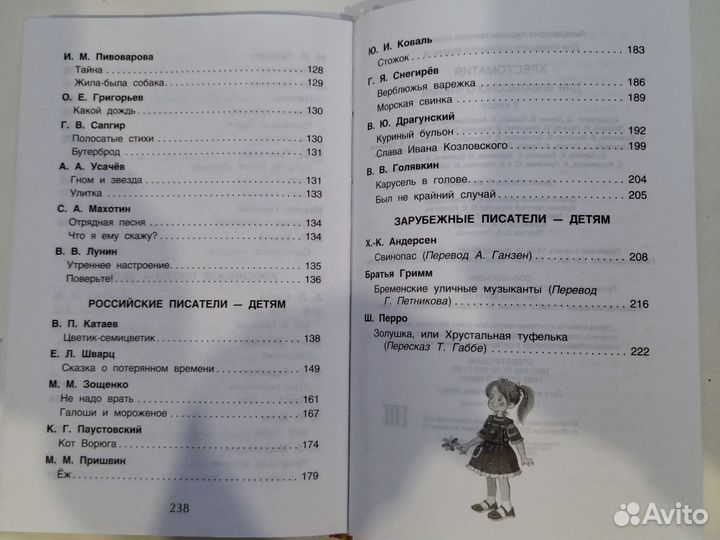 И. М. Пивоварова
Тайна 128
Жила-была собака 129
О. Е. Григорьев
Какой дождь 130
Г. В. Сапгир
Полосатые стихи 130
Бутерброд 131
А. А. Усачёв
Гном и звезда 131
Улитка 133
С. А. Махотин
Отрядная песня 134
Что я ему скажу? 134
В. В. Лунин
Утреннее настроение 135
Поверьте! 136
РОССИЙСКИЕ ПИСАТЕЛИ — ДЕТЯМ
В. П. Катаев
Цветик-семицветик 138
Е. Л. Шварц
Сказка о потерянном времени 149
М. М. Зощенко
Не надо врать 161
Галоши и мороженое 167
К. Г. Паустовский
Кот Ворюга 174
М. М. Пришвин
Ёж 179
238
Ю. И. Коваль
Стожок 183
Г. Я. Снегирёв
Верблюжья варежка 186
Морская свинка 189
В. Ю. Драгунский
Куриный бульон 192
Слава Ивана Козловского 199
В. В. Голявкин
Карусель в голове 204
Был не крайний случай 205
ЗАРУБЕЖНЫЕ ПИСАТЕЛИ — ДЕТЯМ
Х.-К. Андерсен
Свинопас (Перевод А. Ганзен) 208
Братья Гримм
Бременские уличные музыканты (Перевод
Г. Петникова) 216
Ш. Перро
Золушка, или Хрустальная туфелька
(Пересказ Т. Габбе) 222
Avito